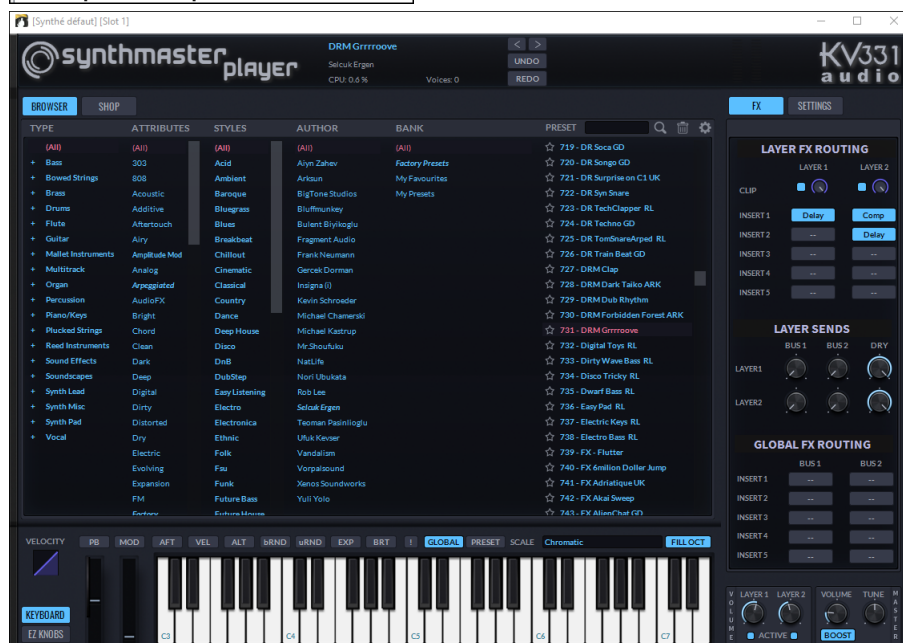 [Synthé défaut] [Slot 1]
synthmaster player
DRM Grrrroove
Selcuk Ergen
CPU: 0.6 %
Voices: 0
< >
UNDO
REDO
KV331
audio
BROWSER SHOP
FX SETTINGS
TYPE ATTRIBUTES STYLES AUTHOR BANK PRESET
(All) (All) (All) (All) (All) 719 - DR Soca GD
+ Bass 303 Acid Aiyn Zahev Factory Presets 720 - DR Songo GD
+ Bowed Strings 808 Ambient Arksun My Favourites 721 - DR Surprise on C1 UK
+ Brass Acoustic Baroque BigTone Studios My Presets 722 - DR Syn Snare
+ Drums Additive Bluegrass Bluffmunkey 723 - DR TechClapper RL
+ Flute Aftertouch Blues Bulent Biyikoglu 724 - DR Techno GD
+ Guitar Airy Breakbeat Fragment Audio 725 - DR TomSnareArped RL
+ Mallet Instruments Amplitude Mod Chillout Frank Neumann 726 - DR Train Beat GD
+ Multitrack Analog Cinematic Gercek Dorman 727 - DRM Clap
+ Organ Arpeggiated Classical Insigna (i) 728 - DRM Dark Taiko ARK
+ Percussion AudioFX Country Kevin Schroeder 729 - DRM Dub Rhythm
+ Piano/Keys Bright Dance Michael Chamerski 730 - DRM Forbidden Forest ARK
+ Plucked Strings Chord Deep House Michael Kastrup 731 - DRM Grrrroove
+ Reed Instruments Clean Disco Mr.Shoufuku 732 - Digital Toys RL
+ Sound Effects Dark DnB NatLife 733 - Dirty Wave Bass RL
+ Soundscapes Deep DubStep Nori Ubukata 734 - Disco Tricky RL
+ Synth Lead Digital Easy Listening Rob Lee 735 - Dwarf Bass RL
+ Synth Misc Dirty Electro Selcuk Ergen 736 - Easy Pad RL
+ Synth Pad Distorted Electronica Teoman Pasinlioglu 737 - Electric Keys RL
+ Vocal Dry Ethnic Ufuk Kevser 738 - Electro Bass RL
Electric Folk Vandalism 739 - FX - Flutter
Evolving Fsu Vorpalsound 740 - FX 6milion Doller Jump
Expansion Funk Xenos Soundworks 741 - FX Adriatique UK
FM Future Bass Yuli Yolo 742 - FX Akai Sweep
Factory Future House 743 - FX AlienChat GD
LAYER FX ROUTING
LAYER 1 LAYER 2
CLIP
INSERT 1 Delay Comp
INSERT 2 -- Delay
INSERT 3 -- --
INSERT 4 -- --
INSERT 5 -- --
LAYER SENDS
BUS 1 BUS 2 DRY
LAYER1
LAYER2
GLOBAL FX ROUTING
BUS 1 BUS 2
INSERT 1 -- --
INSERT 2 -- --
INSERT 3 -- --
INSERT 4 -- --
INSERT 5 -- --
VELOCITY PB MOD AFT VEL ALT bRND uRND EXP BRT ! GLOBAL PRESET SCALE Chromatic FILL OCT
KEYBOARD
EZ KNOBS
C3 C4 C5 C6 C7
VOLUME LAYER 1 LAYER 2 VOLUME TUNE MASTER
ACTIVE BOOST